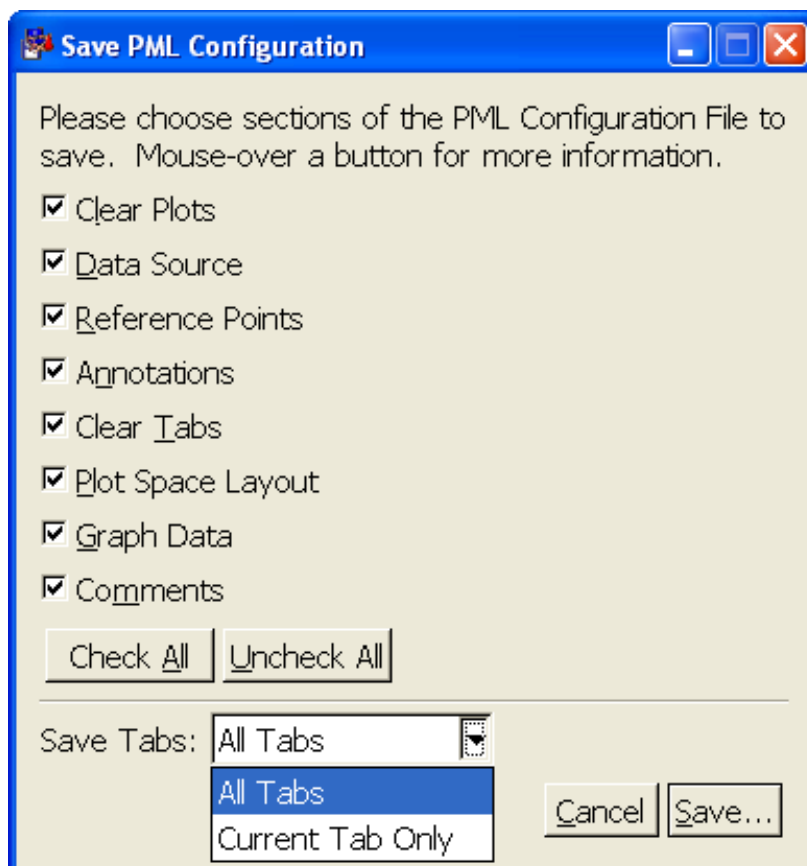 Save PML Configuration
Please choose sections of the PML Configuration File to
save.  Mouse-over a button for more information.
Clear Plots
Data Source
Reference Points
Annotations
Clear Tabs
Plot Space Layout
Graph Data
Comments
Check All Uncheck All
Save Tabs: All Tabs
All Tabs
Current Tab Only
Cancel Save...